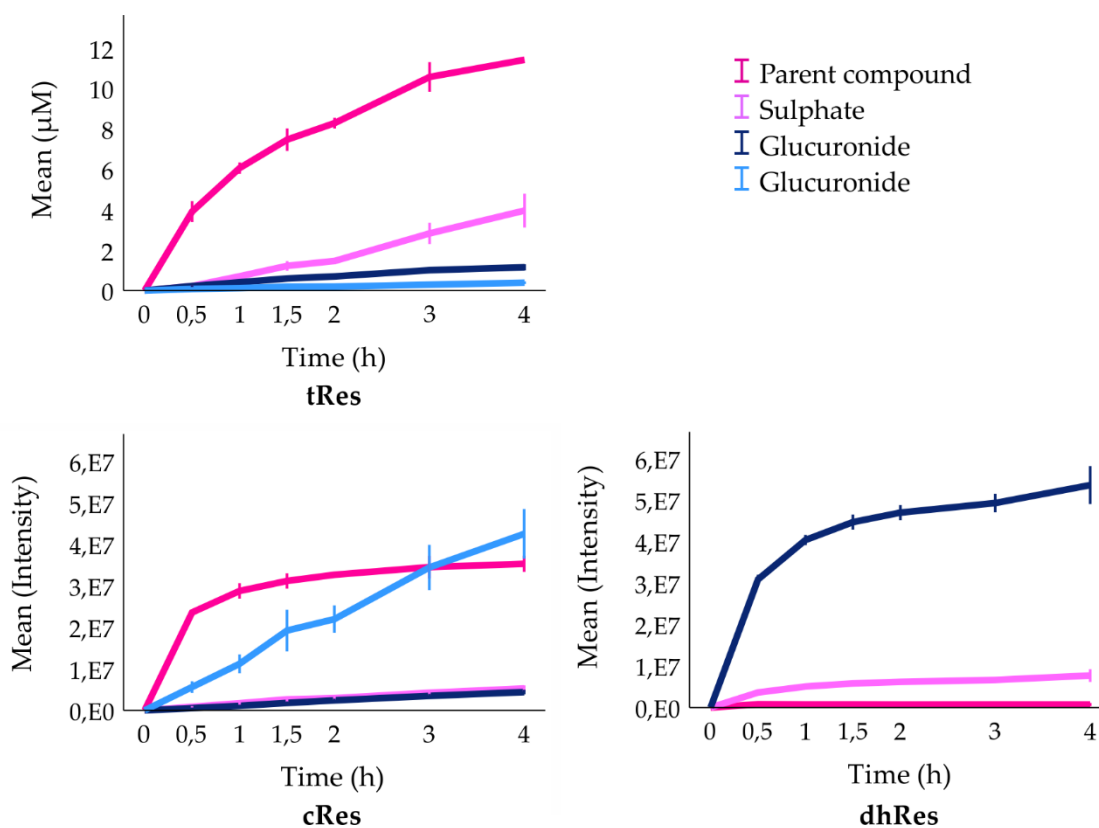 Mean (μM)
12
10
8
6
4
2
0
0 0,5 1 1,5 2 3 4
Time (h)
tRes
Parent compound
Sulphate
Glucuronide
Glucuronide
Mean (Intensity)
6,E7
5,E7
4,E7
3,E7
2,E7
1,E7
0,E0
0 0,5 1 1,5 2 3 4
Time (h)
cRes
Mean (Intensity)
6,E7
5,E7
4,E7
3,E7
2,E7
1,E7
0,E0
0 0,5 1 1,5 2 3 4
Time (h)
dhRes